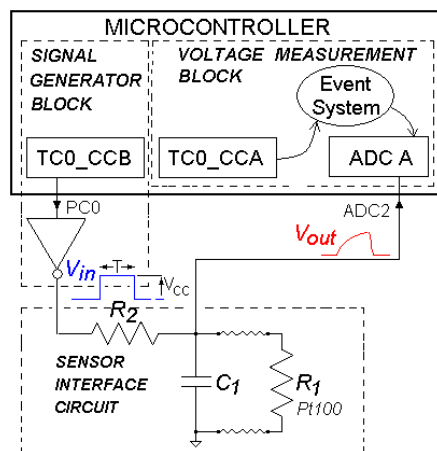 MICROCONTROLLER
SIGNAL
GENERATOR
BLOCK
VOLTAGE MEASUREMENT
BLOCK
Event
System
TC0_CCB
TC0_CCA
ADC A
PC0
ADC2
Vout
Vin
T
VCC
R2
SENSOR
INTERFACE
CIRCUIT
C1
R1
Pt100